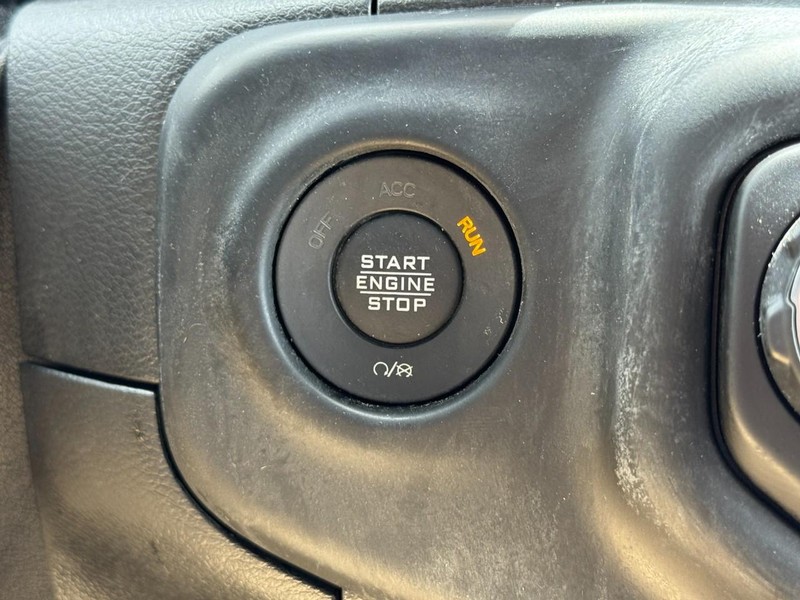 ACC
OFF
RUN
START
ENGINE
STOP